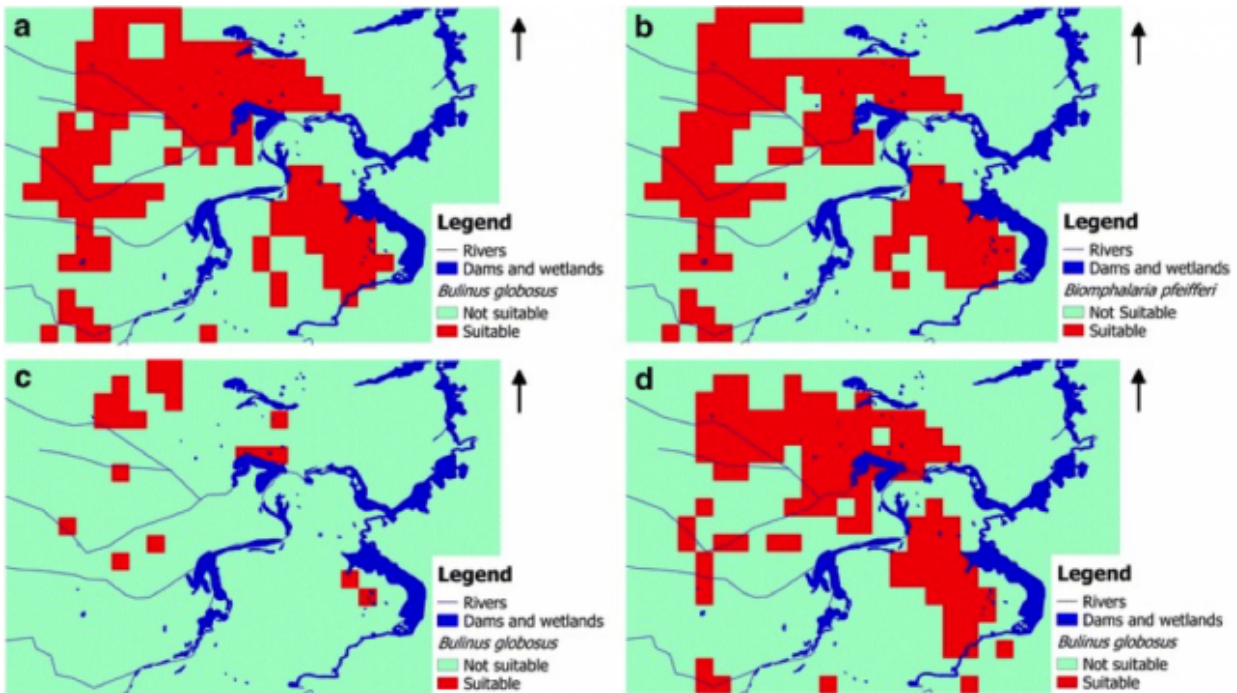 a
Legend
Rivers
Dams and wetlands
Bulinus globosus
Not suitable
Suitable
b
Legend
Rivers
Dams and wetlands
Biomphalaria pfeifferi
Not Suitable
Suitable
c
Legend
Rivers
Dams and wetlands
Bulinus globosus
Not suitable
Suitable
d
Legend
Rivers
Dams and wetlands
Bulinus globosus
Not suitable
Suitable